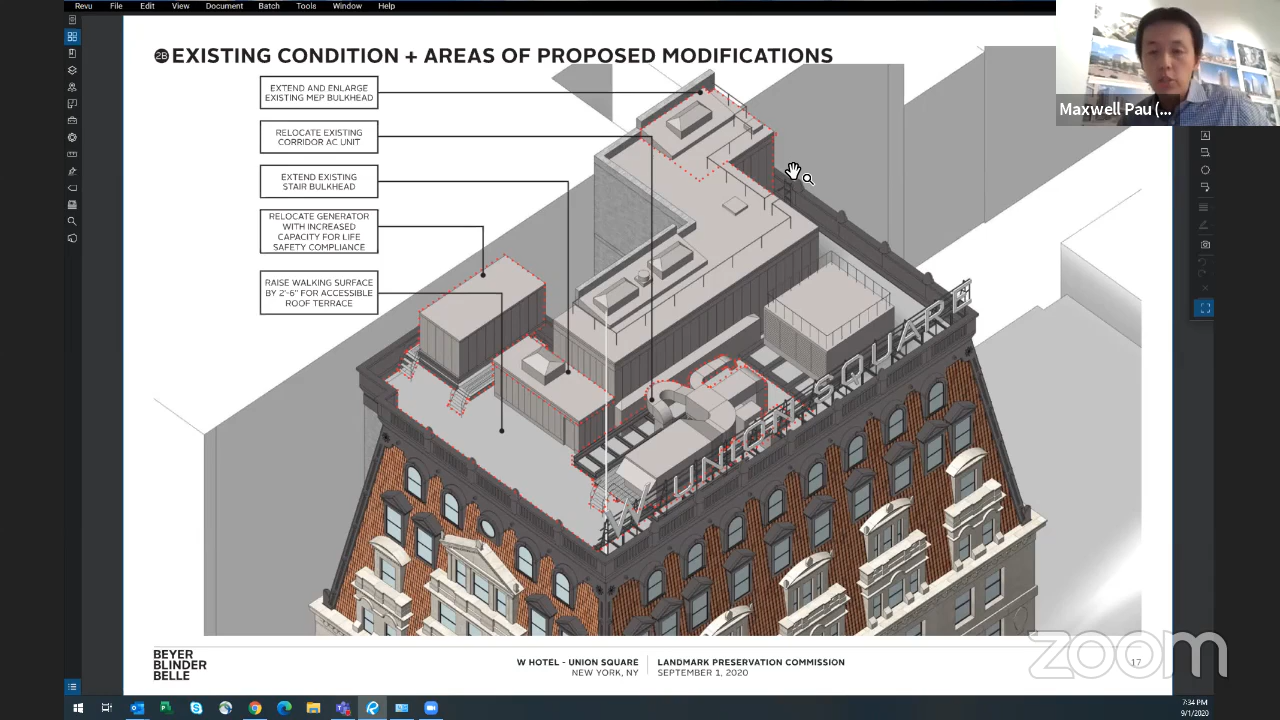 Revu File Edit View Document Batch Tools Window Help
2B EXISTING CONDITION + AREAS OF PROPOSED MODIFICATIONS
EXTEND AND ENLARGE
EXISTING MEP BULKHEAD
RELOCATE EXISTING
CORRIDOR AC UNIT
EXTEND EXISTING
STAIR BULKHEAD
RELOCATE GENERATOR
WITH INCREASED
CAPACITY FOR LIFE
SAFETY COMPLIANCE
RAISE WALKING SURFACE
BY 2'-6" FOR ACCESSIBLE
ROOF TERRACE
Maxwell Pau (...
W UNION SQUARE
BEYER
BLINDER
BELLE
W HOTEL - UNION SQUARE
NEW YORK, NY
LANDMARK PRESERVATION COMMISSION
SEPTEMBER 1, 2020
zoom
17
7:34 PM
9/1/2020